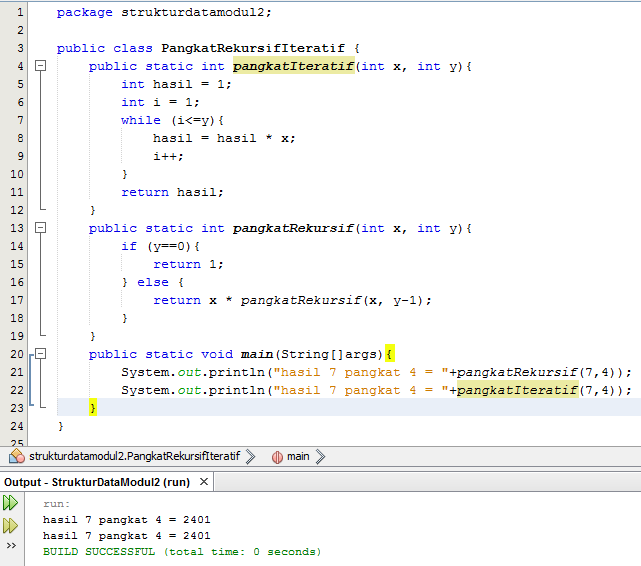 1 package strukturdatamodul2;
2
3 public class PangkatRekursifIteratif {
4 public static int pangkatIteratif(int x, int y){
5 int hasil = 1;
6 int i = 1;
7 while (i<=y){
8 hasil = hasil * x;
9 i++;
10 }
11 return hasil;
12 }
13 public static int pangkatRekursif(int x, int y){
14 if (y==0){
15 return 1;
16 } else {
17 return x * pangkatRekursif(x, y-1);
18 }
19 }
20 public static void main(String[]args){
21 System.out.println("hasil 7 pangkat 4 = "+pangkatRekursif(7,4));
22 System.out.println("hasil 7 pangkat 4 = "+pangkatIteratif(7,4));
23 }
24 }
25
strukturdatamodul2.PangkatRekursifIteratif main
Output - StrukturDataModul2 (run) ×
run:
hasil 7 pangkat 4 = 2401
hasil 7 pangkat 4 = 2401
BUILD SUCCESSFUL (total time: 0 seconds)